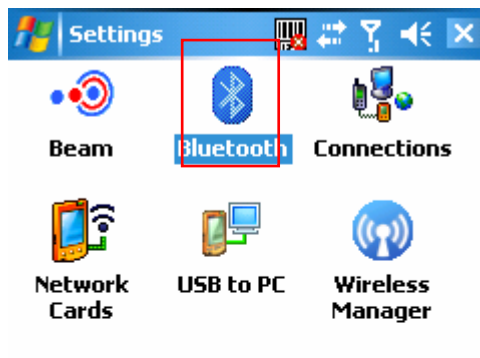 Settings
Beam
Bluetooth
Connections
Network
Cards
USB to PC
Wireless
Manager